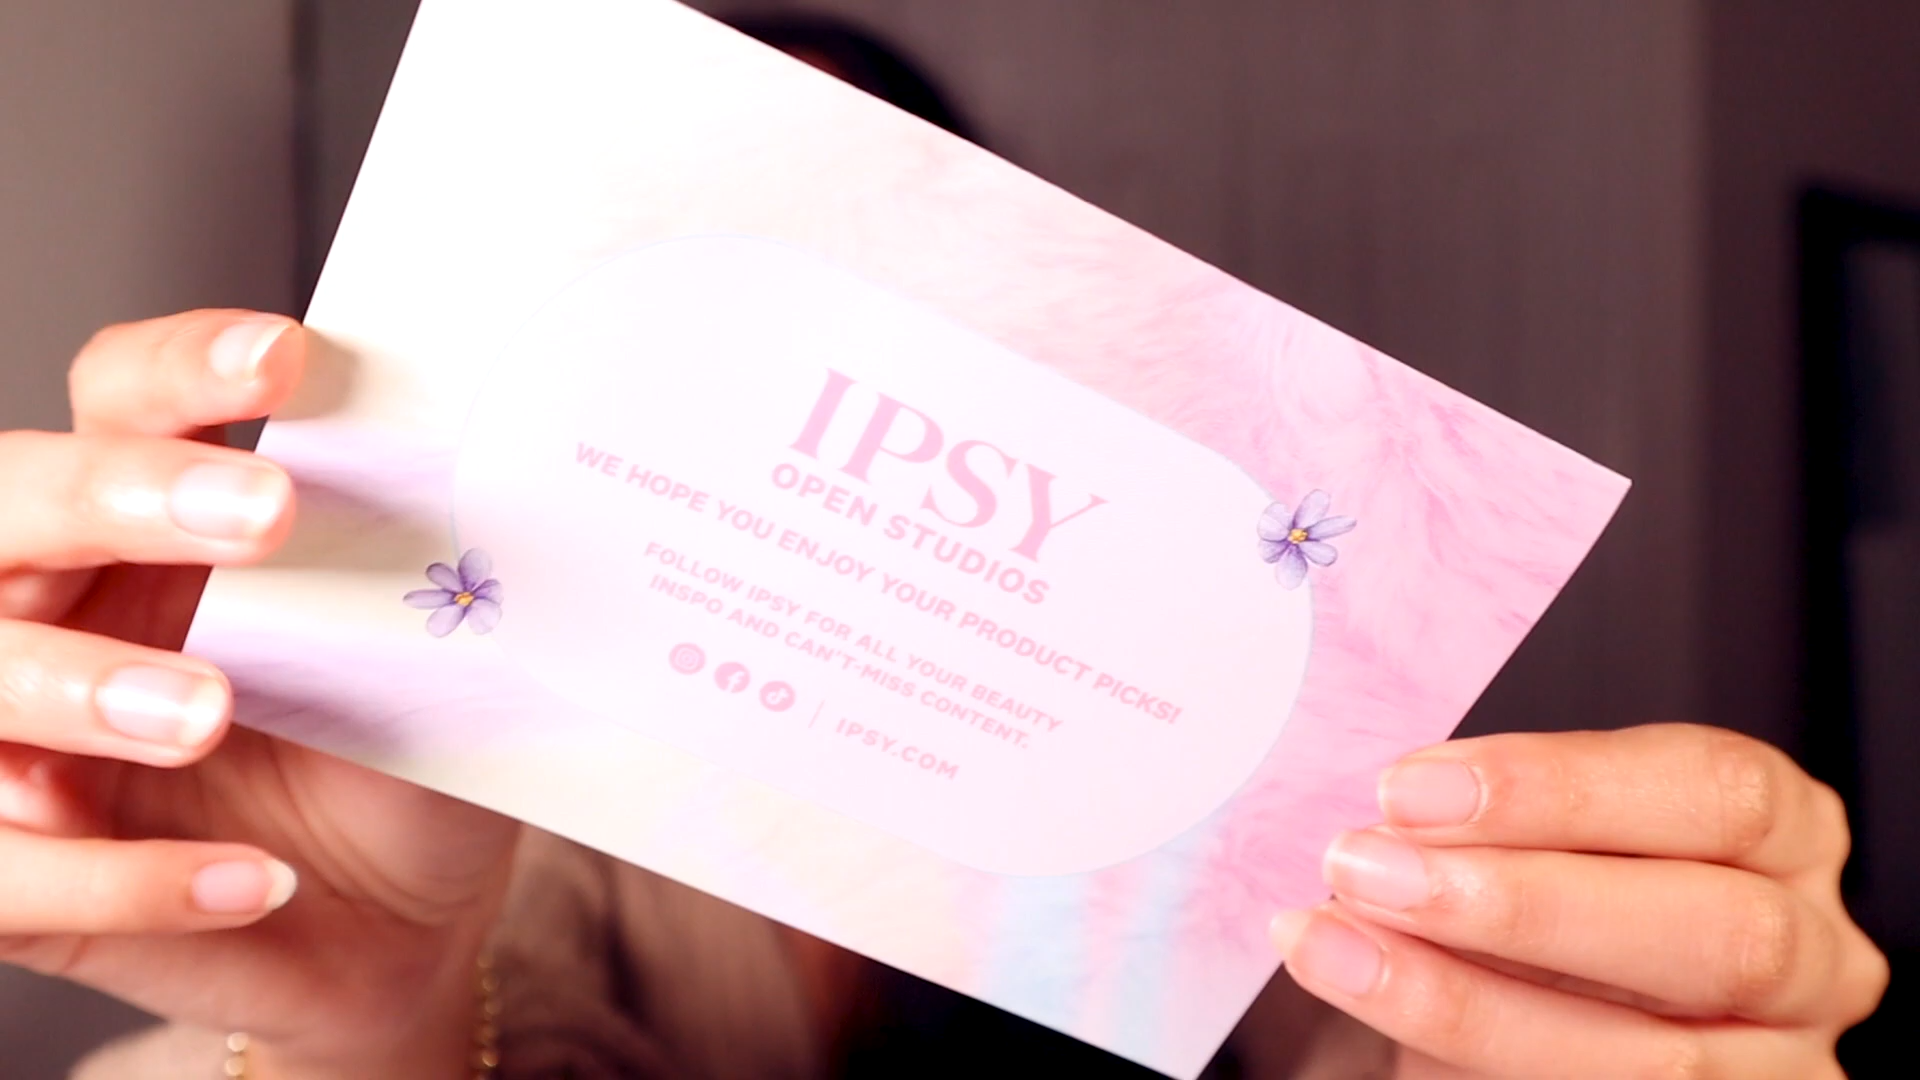 IPSY
OPEN STUDIOS
WE HOPE YOU ENJOY YOUR PRODUCT PICKS!
FOLLOW IPSY FOR ALL YOUR BEAUTY
INSPO AND CAN'T-MISS CONTENT.
IPSY.COM